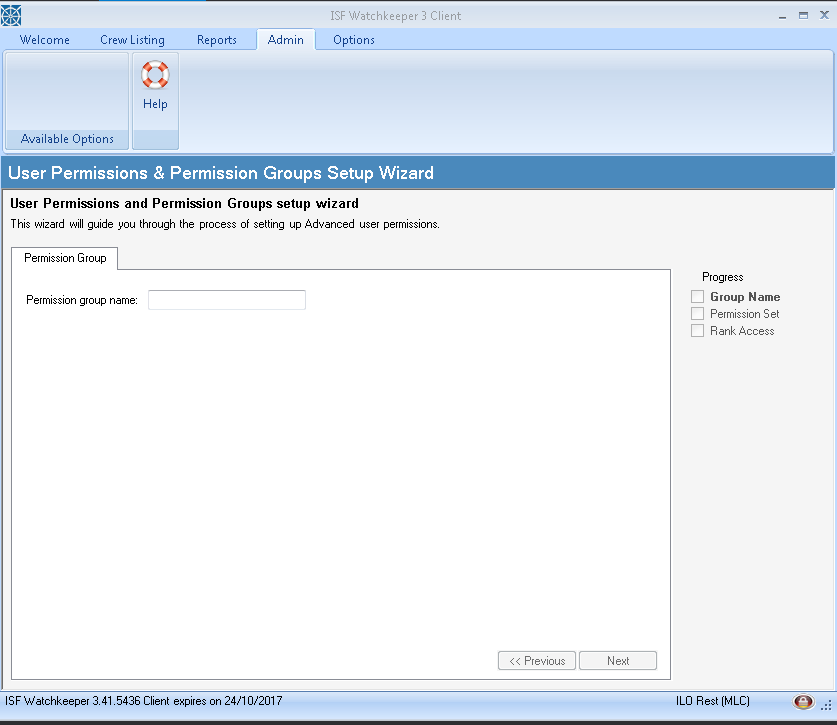 ISF Watchkeeper 3 Client
Welcome Crew Listing Reports Admin Options
Help
Available Options
User Permissions & Permission Groups Setup Wizard
User Permissions and Permission Groups setup wizard
This wizard will guide you through the process of setting up Advanced user permissions.
Permission Group
Permission group name:
Progress
Group Name
Permission Set
Rank Access
<< Previous Next
ISF Watchkeeper 3.41.5436 Client expires on 24/10/2017 ILO Rest (MLC)